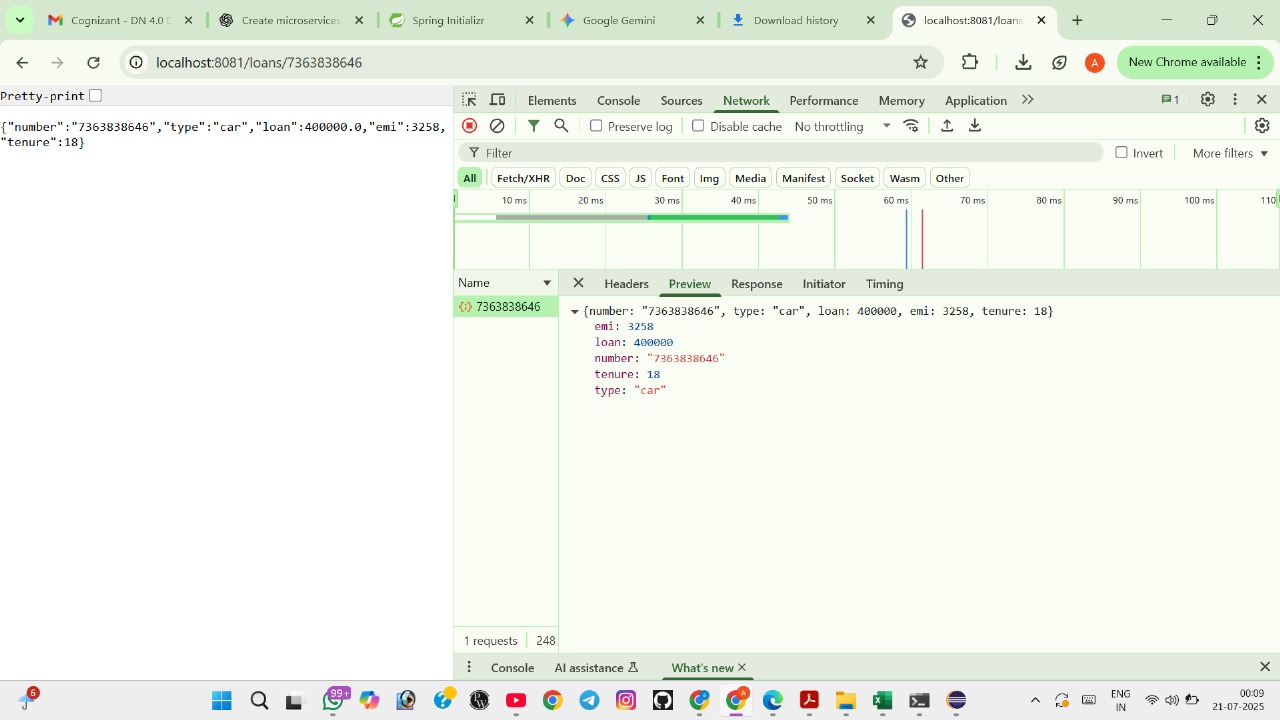 Cognizant - DN 4.0 D
Create microservices
Spring Initializr
Google Gemini
Download history
localhost:8081/loans/
localhost:8081/loans/7363838646
A
New Chrome available
Pretty-print
{"number":"7363838646","type":"car","loan":400000.0,"emi":3258,
"tenure":18}
Elements
Console
Sources
Network
Performance
Memory
Application
1
Preserve log
Disable cache
No throttling
Filter
Invert
More filters
All
Fetch/XHR
Doc
CSS
JS
Font
Img
Media
Manifest
Socket
Wasm
Other
10 ms
20 ms
30 ms
40 ms
50 ms
60 ms
70 ms
80 ms
90 ms
100 ms
110
Name
Headers
Preview
Response
Initiator
Timing
7363838646
{number: "7363838646", type: "car", loan: 400000, emi: 3258, tenure: 18}
emi: 3258
loan: 400000
number: "7363838646"
tenure: 18
type: "car"
1 requests
248
Console
AI assistance
What's new
6
99+
A
ENG
IN
00:09
21-07-2025